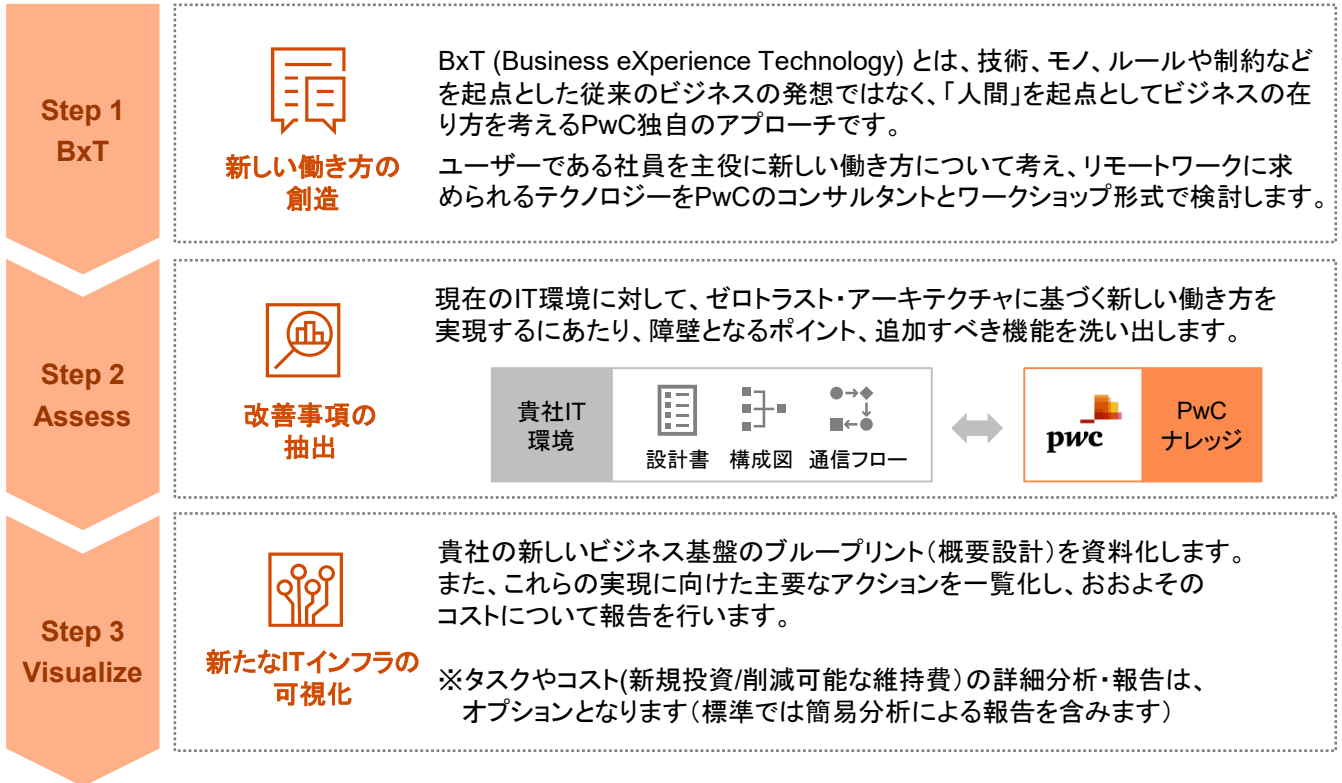 Step 1
BxT
新しい働き方の
創造
BxT (Business eXperience Technology) とは、技術、モノ、ルールや制約など
を起点とした従来のビジネスの発想ではなく、「人間」を起点としてビジネスの在
り方を考えるPwC独自のアプローチです。
ユーザーである社員を主役に新しい働き方について考え、リモートワークに求
められるテクノロジーをPwCのコンサルタントとワークショップ形式で検討します。
Step 2
Assess
改善事項の
抽出
現在のIT環境に対して、ゼロトラスト・アーキテクチャに基づく新しい働き方を
実現するにあたり、障壁となるポイント、追加すべき機能を洗い出します。
貴社IT
環境
設計書 構成図 通信フロー
pwc
PwC
ナレッジ
Step 3
Visualize
新たなITインフラの
可視化
貴社の新しいビジネス基盤のブループリント（概要設計）を資料化します。
また、これらの実現に向けた主要なアクションを一覧化し、おおよその
コストについて報告を行います。
※タスクやコスト(新規投資/削減可能な維持費）の詳細分析・報告は、
オプションとなります（標準では簡易分析による報告を含みます）